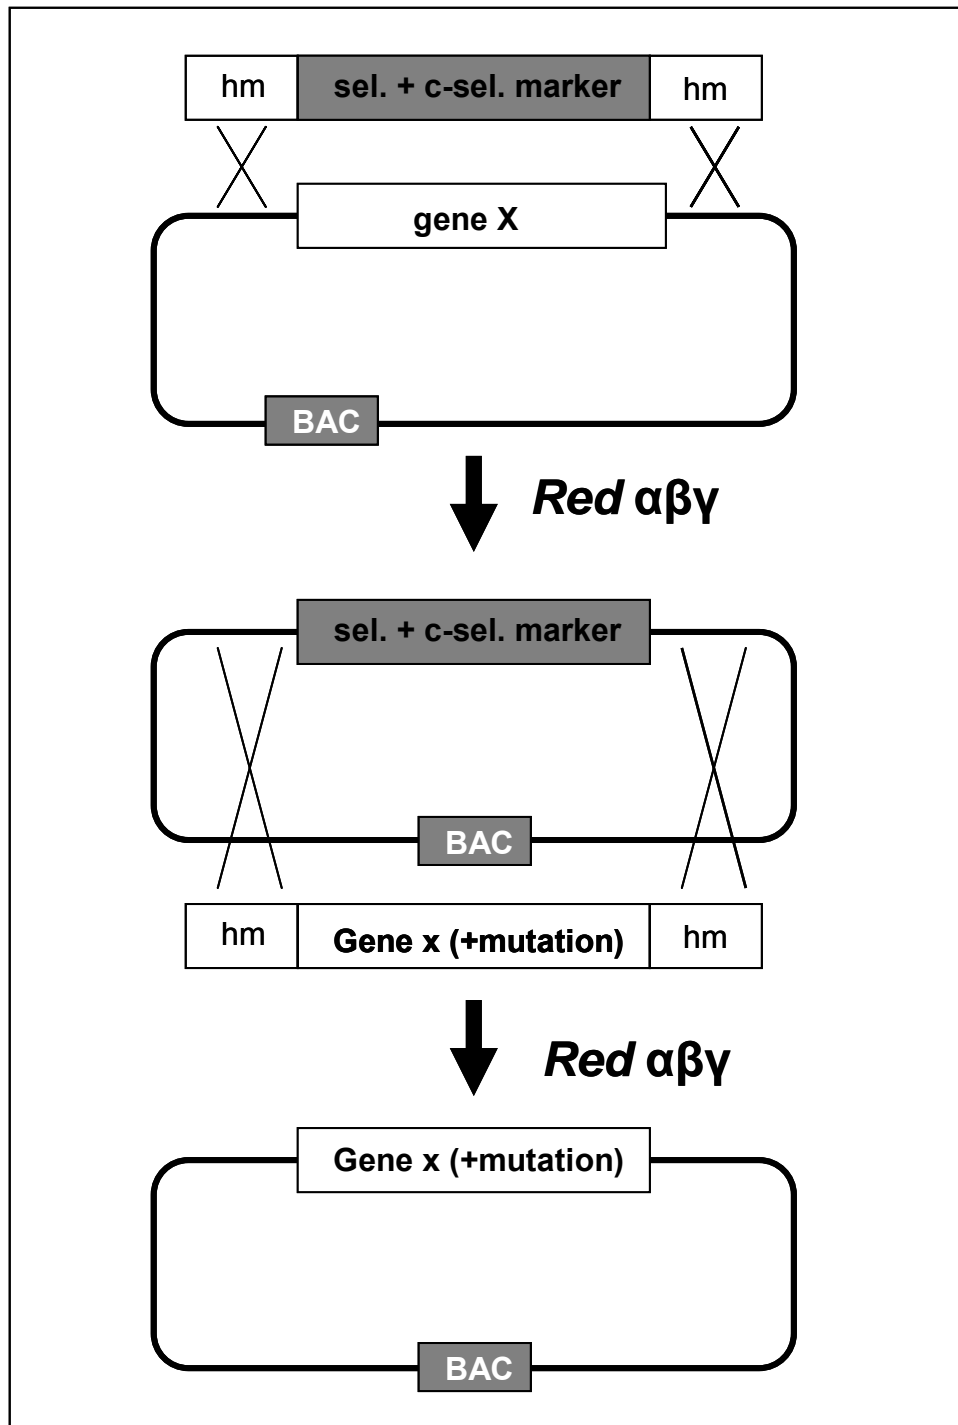 hm sel. + c-sel. marker hm
gene X
BAC
Red αβγ
sel. + c-sel. marker
BAC
hm Gene x (+mutation) hm
Red αβγ
Gene x (+mutation)
BAC